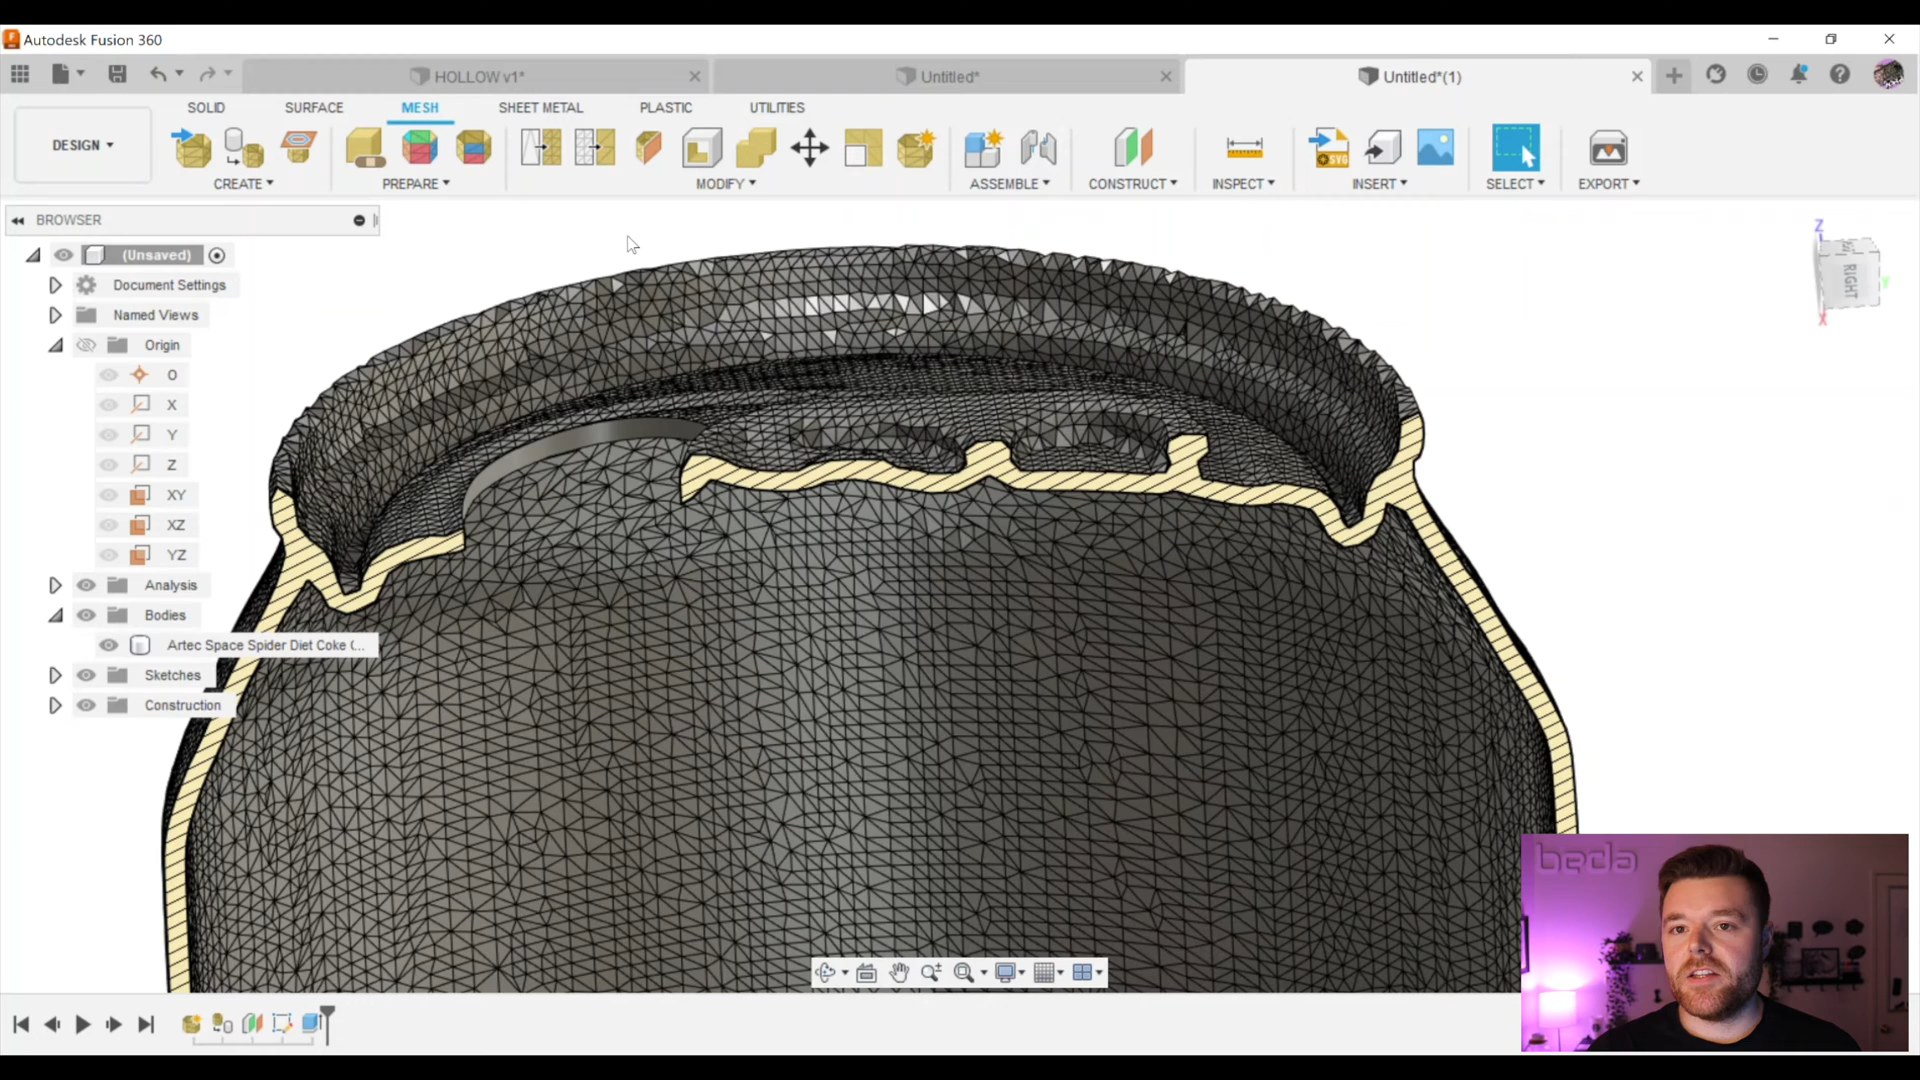 Autodesk Fusion 360
HOLLOW v1*
Untitled*
Untitled*(1)
SOLID
SURFACE
MESH
SHEET METAL
PLASTIC
UTILITIES
DESIGN
SVG
CREATE
PREPARE
MODIFY
ASSEMBLE
CONSTRUCT
INSPECT
INSERT
SELECT
EXPORT
BROWSER
(Unsaved)
Document Settings
Named Views
Origin
O
X
Y
Z
XY
XZ
YZ
Analysis
Bodies
Artec Space Spider Diet Coke (...
Sketches
Construction
Z
RIGHT
Y
X
beda